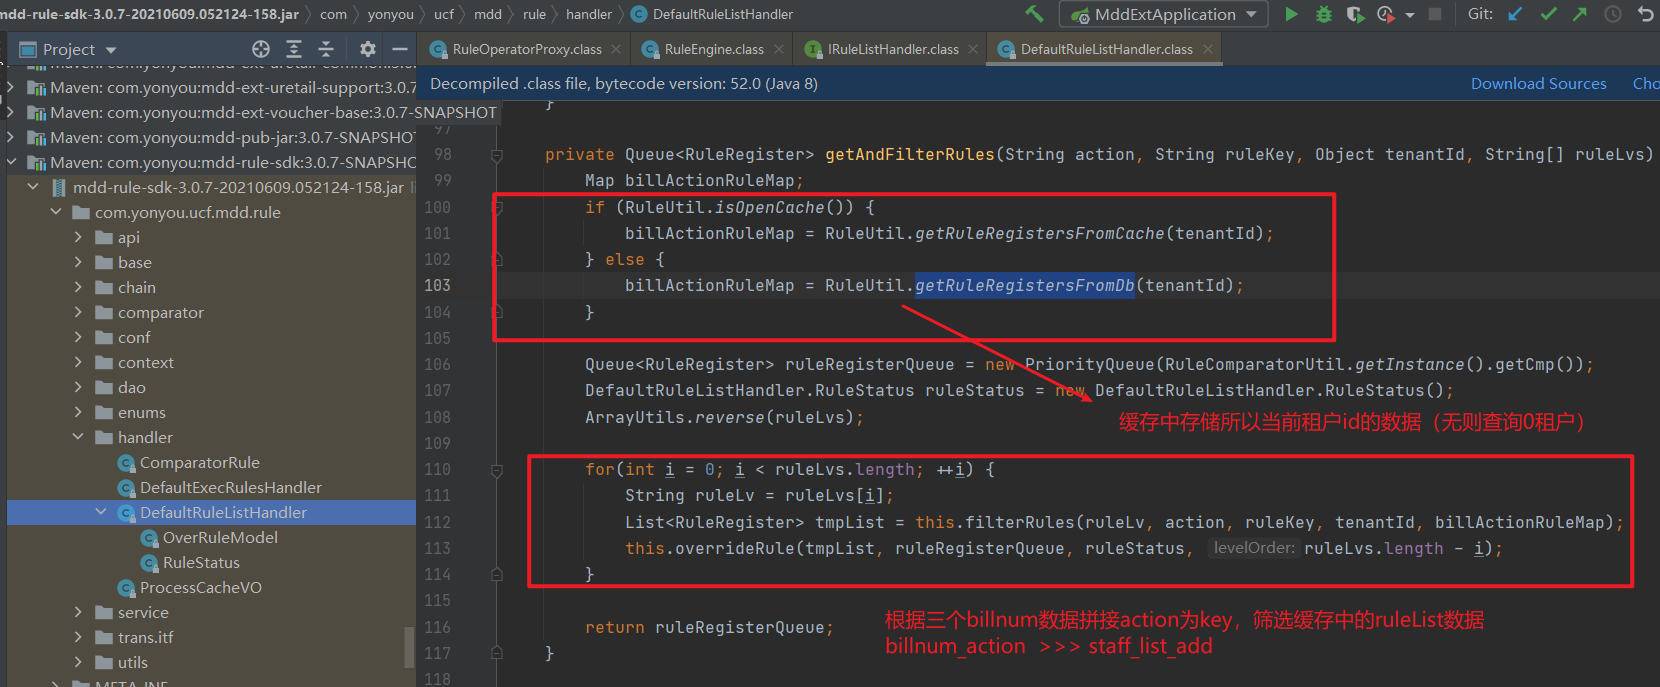 mdd-rule-sdk-3.0.7-20210609.052124-158.jar com yonyou ucf mdd rule handler DefaultRuleListHandler MddExtApplication Git:
Project RuleOperatorProxy.class RuleEngine.class IRuleListHandler.class DefaultRuleListHandler.class
Decompiled .class file, bytecode version: 52.0 (Java 8) Download Sources Cho
Maven: com.yonyou:mdd-ext-uretail-common:3.0
Maven: com.yonyou:mdd-ext-uretail-support:3.0.7
Maven: com.yonyou:mdd-ext-voucher-base:3.0.7-SNAPSHOT
Maven: com.yonyou:mdd-pub-jar:3.0.7-SNAPSHOT
Maven: com.yonyou:mdd-rule-sdk:3.0.7-SNAPSHO
mdd-rule-sdk-3.0.7-20210609.052124-158.jar li
com.yonyou.ucf.mdd.rule
api
base
chain
comparator
conf
context
dao
enums
handler
ComparatorRule
DefaultExecRulesHandler
DefaultRuleListHandler
OverRuleModel
RuleStatus
ProcessCacheVO
service
trans.itf
utils
META-INF
}
97
98 private Queue<RuleRegister> getAndFilterRules(String action, String ruleKey, Object tenantId, String[] ruleLvs)
99 Map billActionRuleMap;
100 if (RuleUtil.isOpenCache()) {
101 billActionRuleMap = RuleUtil.getRuleRegistersFromCache(tenantId);
102 } else {
103 billActionRuleMap = RuleUtil.getRuleRegistersFromDb(tenantId);
104 }
105
106 Queue<RuleRegister> ruleRegisterQueue = new PriorityQueue(RuleComparatorUtil.getInstance().getCmp());
107 DefaultRuleListHandler.RuleStatus ruleStatus = new DefaultRuleListHandler.RuleStatus();
108 ArrayUtils.reverse(ruleLvs);
缓存中存储所以当前租户id的数据（无则查询0租户）
109
110 for(int i = 0; i < ruleLvs.length; ++i) {
111 String ruleLv = ruleLvs[i];
112 List<RuleRegister> tmpList = this.filterRules(ruleLv, action, ruleKey, tenantId, billActionRuleMap);
113 this.overrideRule(tmpList, ruleRegisterQueue, ruleStatus, levelOrder: ruleLvs.length - i);
114 }
115
116 return ruleRegisterQueue;
117 }
118
根据三个billnum数据拼接action为key，筛选缓存中的ruleList数据
billnum_action >>> staff_list_add